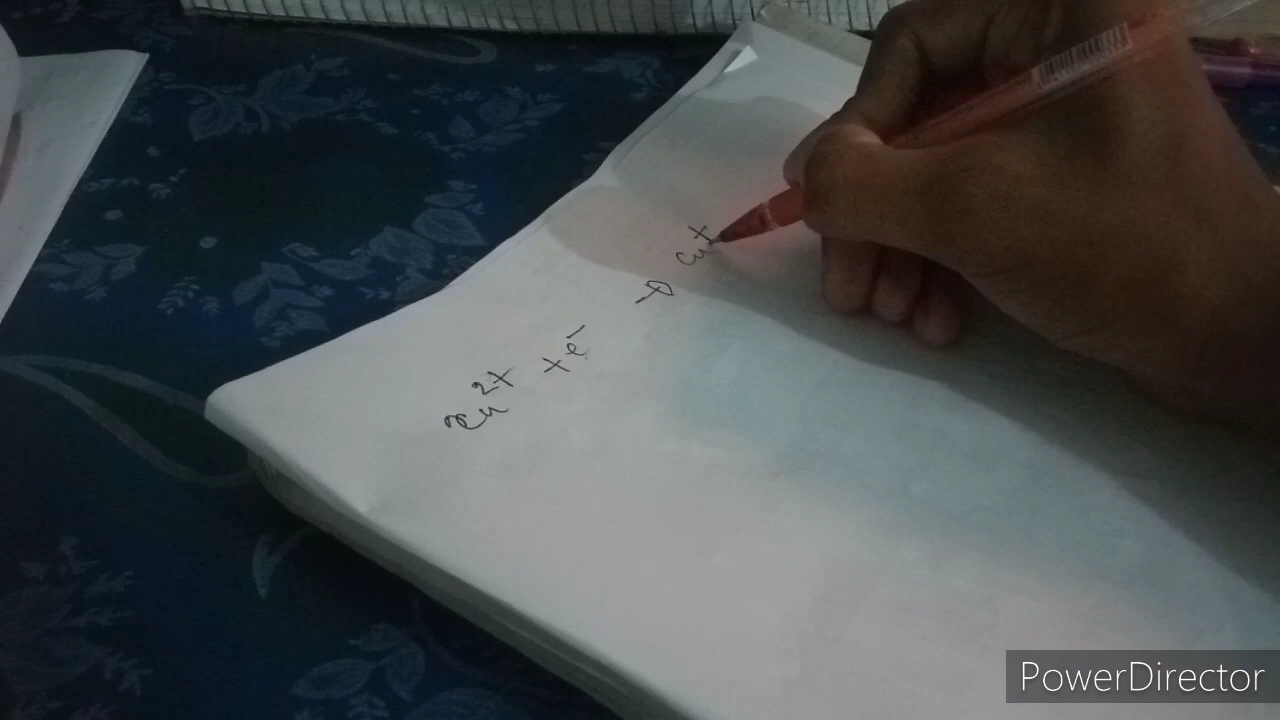 Cu²⁺ + e⁻ → Cu⁺
PowerDirector